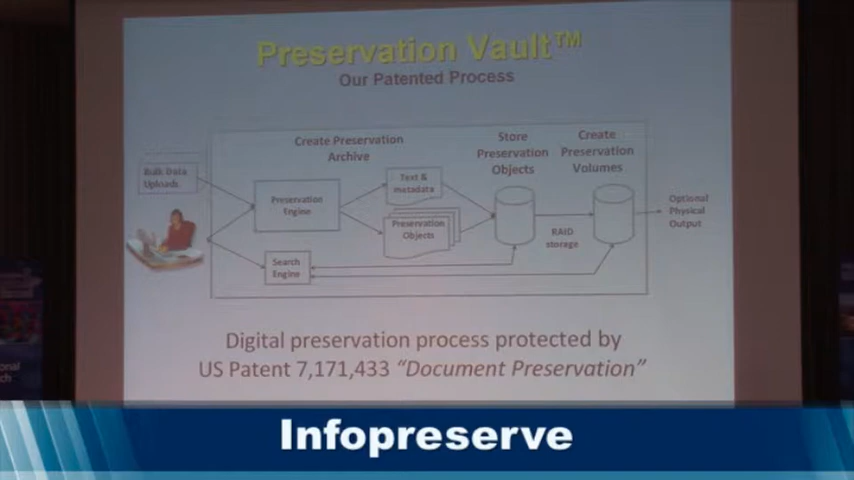 Preservation Vault™
Our Patented Process
Create Preservation
Archive
Store
Preservation
Objects
Create
Preservation
Volumes
Bulk Data
Uploads
Preservation
Engine
Text &
metadata
Preservation
Objects
Search
Engine
RAID
storage
Optional
Physical
Output
Digital preservation process protected by
US Patent 7,171,433 “Document Preservation”
onal
ch
Infopreserve